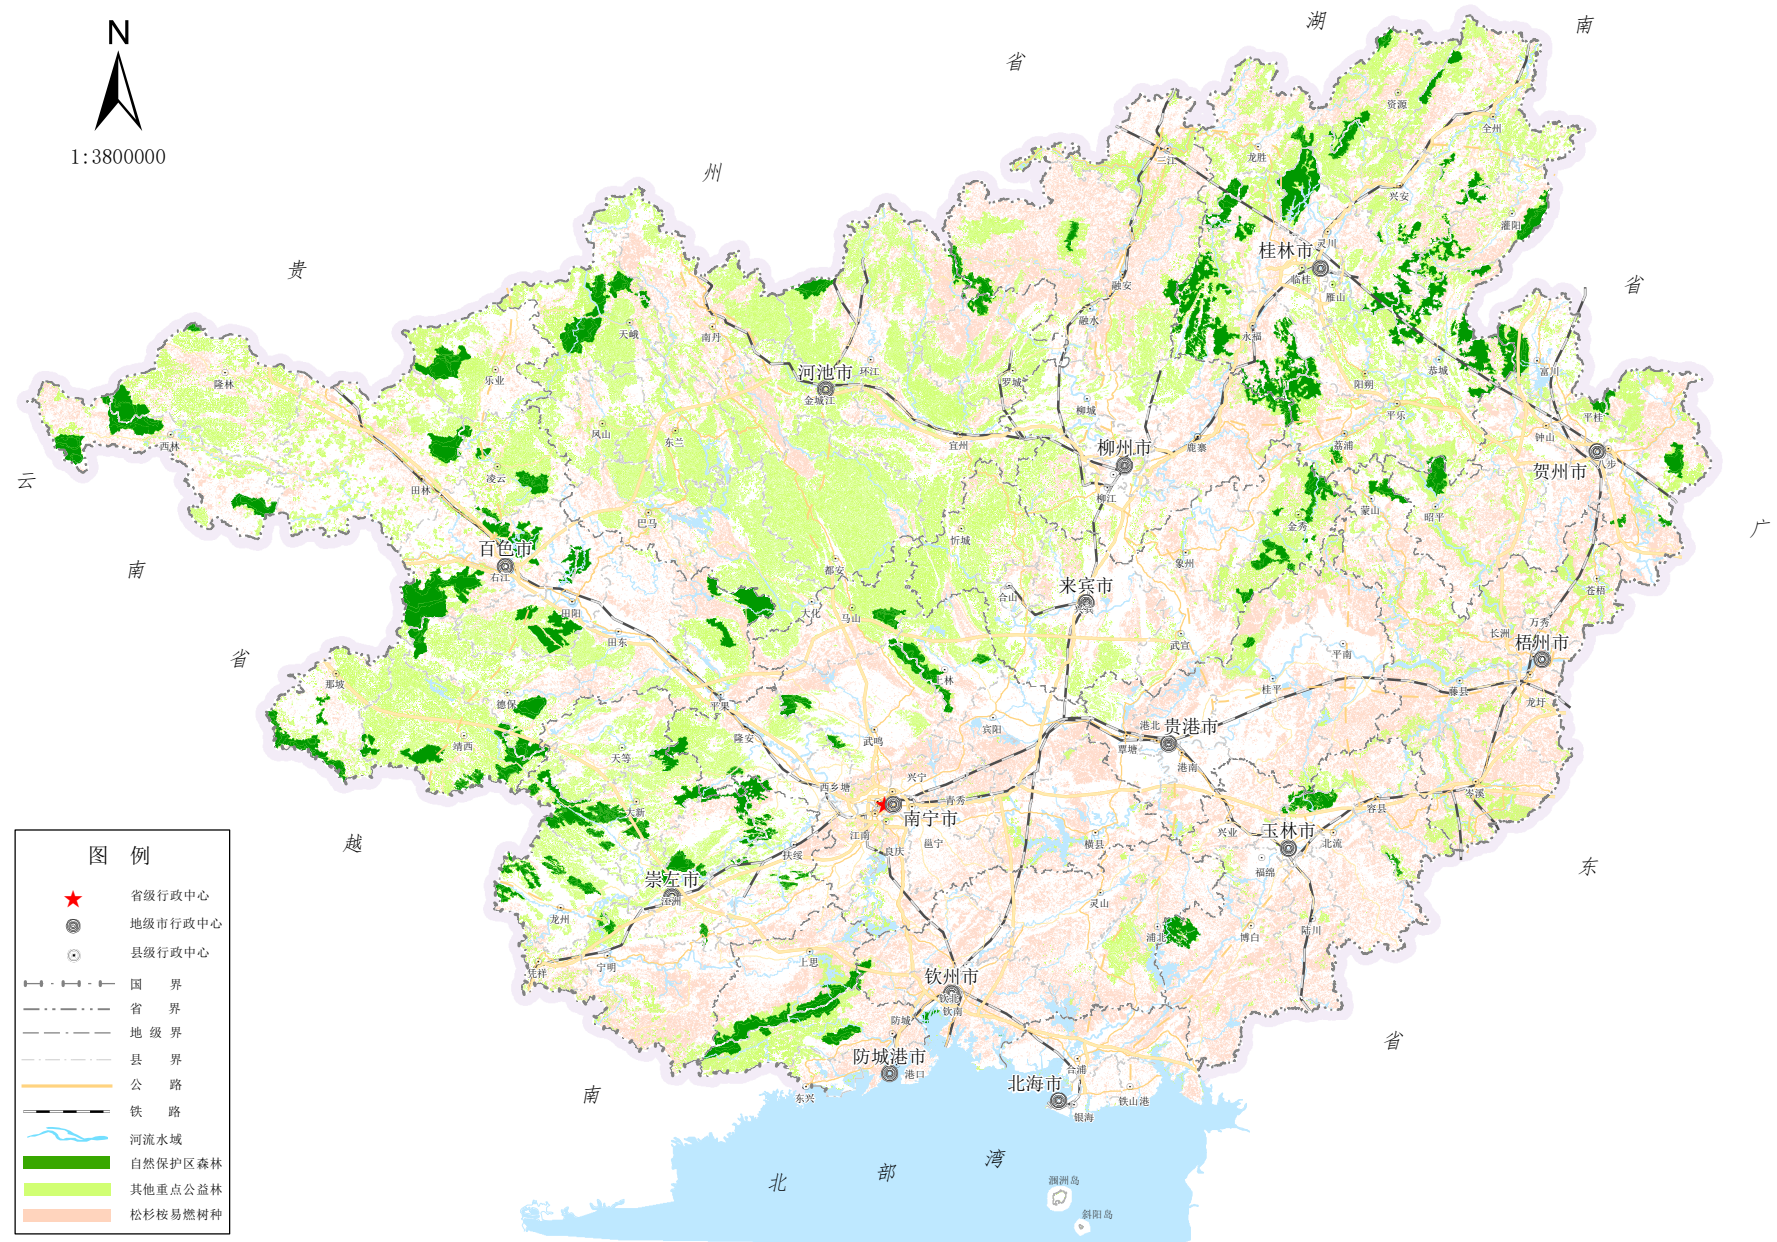 N
1:3800000
湖
南
省
省
州
贵
云
南
省
越
南
广
东
省
北
部
湾
资源
全州
三江
龙胜
兴安
灌阳
桂林市
灵川
临桂
雁山
融安
融水
永福
天峨
南丹
河池市
环江
金城江
罗城
阳朔
恭城
富川
平桂
隆林
乐业
西林
凤山
东兰
宜州
柳城
柳州市
鹿寨
荔浦
平乐
钟山
贺州市
八步
田林
凌云
巴马
忻城
柳江
金秀
蒙山
昭平
百色市
右江
都安
象州
苍梧
田阳
大化
马山
合山
来宾市
兴宾
万秀
长洲
梧州市
田东
上林
武宣
平南
那坡
德保
平果
桂平
藤县
龙圩
靖西
天等
隆安
武鸣
宾阳
港北
贵港市
覃塘
港南
大新
西乡塘
兴宁
青秀
南宁市
江南
邕宁
良庆
横县
兴业
玉林市
容县
岑溪
北流
福绵
扶绥
崇左市
江洲
龙州
灵山
浦北
博白
陆川
凭祥
宁明
上思
钦州市
钦北
钦南
防城
防城港市
港口
东兴
合浦
北海市
银海
铁山港
涠洲岛
斜阳岛
图 例
省级行政中心
地级市行政中心
县级行政中心
国 界
省 界
地 级 界
县 界
公 路
铁 路
河流水域
自然保护区森林
其他重点公益林
松杉桉易燃树种